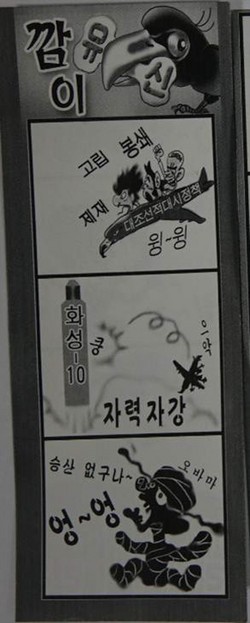 깜이
뮤
신
고립 봉쇄
제재
대조선적대시정책
윙~윙
화성-10
쿵
으악
자력자강
승산 없구나~
오바마
엉~엉